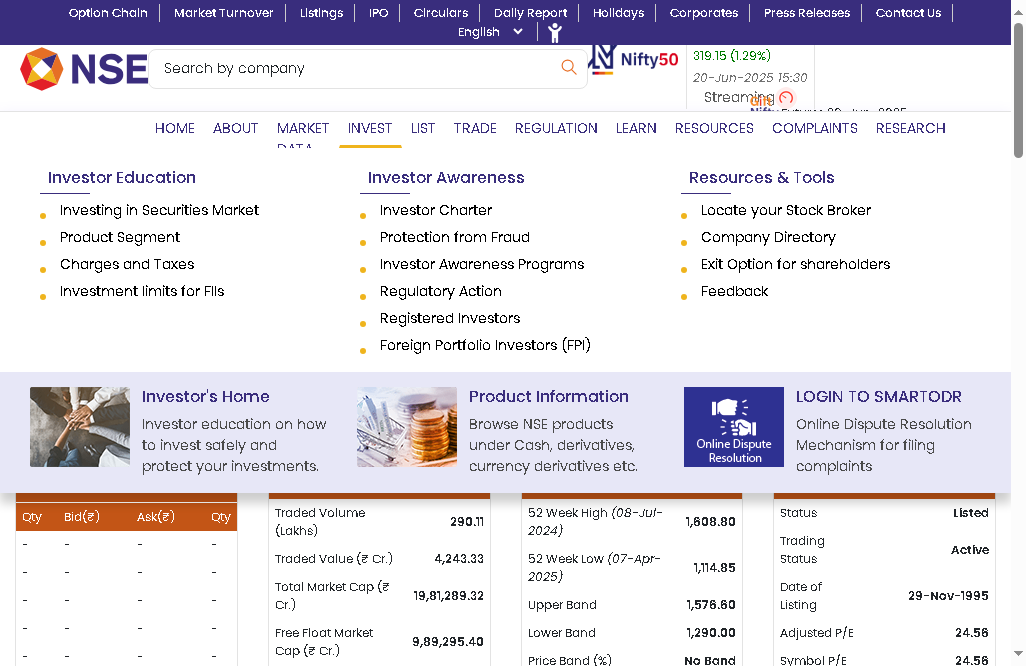 Option Chain Market Turnover Listings IPO Circulars Daily Report Holidays Corporates Press Releases Contact Us
English
NSE
Search by company
Nifty50
319.15 (1.29%)
20-Jun-2025 15:30
Streaming
HOME ABOUT MARKET DATA INVEST LIST TRADE REGULATION LEARN RESOURCES COMPLAINTS RESEARCH
Investor Education
Investing in Securities Market
Product Segment
Charges and Taxes
Investment limits for FIIs
Investor Awareness
Investor Charter
Protection from Fraud
Investor Awareness Programs
Regulatory Action
Registered Investors
Foreign Portfolio Investors (FPI)
Resources & Tools
Locate your Stock Broker
Company Directory
Exit Option for shareholders
Feedback
Investor's Home
Investor education on how
to invest safely and
protect your investments.
Product Information
Browse NSE products
under Cash, derivatives,
currency derivatives etc.
Online Dispute
Resolution
LOGIN TO SMARTODR
Online Dispute Resolution
Mechanism for filing
complaints
Qty Bid(₹) Ask(₹) Qty
- - - -
- - - -
- - - -
- - - -
- - - -
Traded Volume
(Lakhs) 290.11
Traded Value (₹ Cr.) 4,243.33
Total Market Cap (₹
Cr.) 19,81,289.32
Free Float Market
Cap (₹ Cr.) 9,89,295.40
52 Week High (08-Jul-
2024) 1,608.80
52 Week Low (07-Apr-
2025) 1,114.85
Upper Band 1,576.60
Lower Band 1,290.00
Price Band (%) No Band
Status Listed
Trading
Status Active
Date of
Listing 29-Nov-1995
Adjusted P/E 24.56
Symbol P/E 24.56